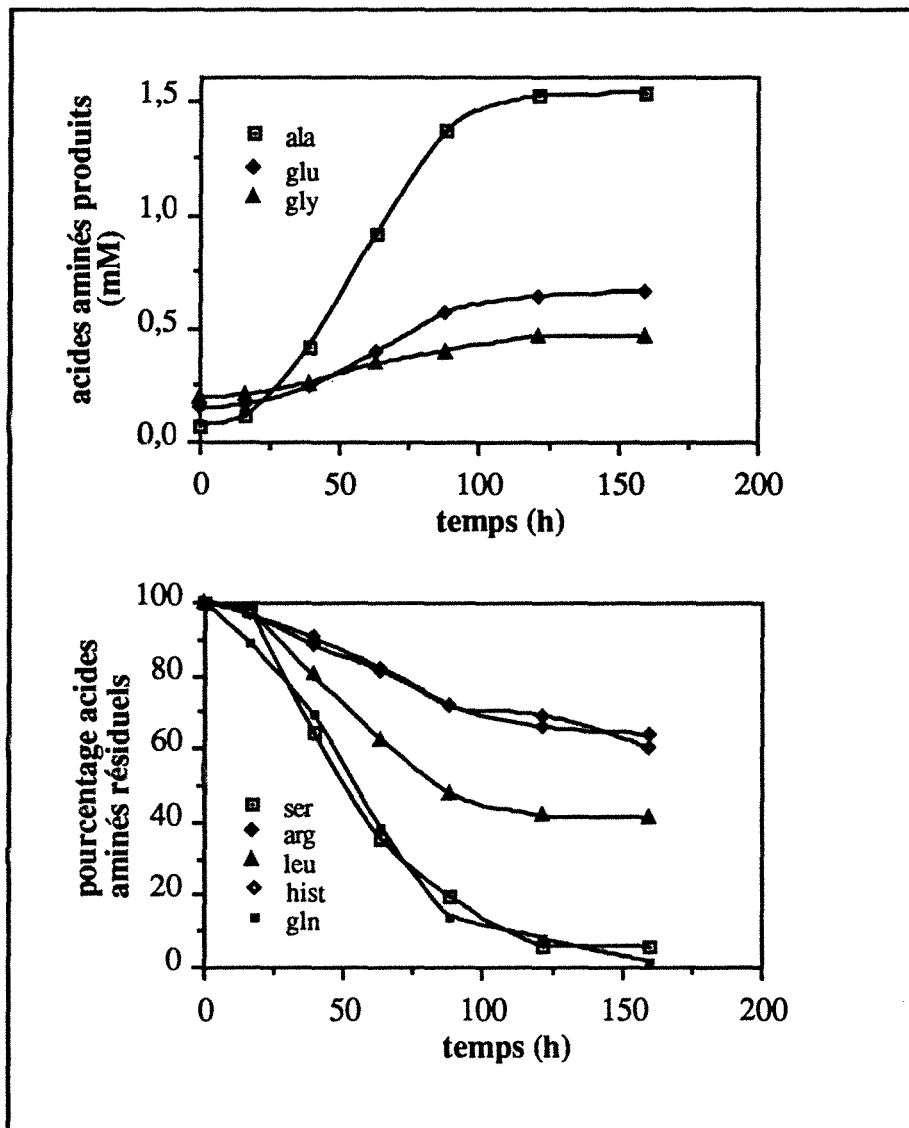 acides aminés produits
(mM)
1,5
1,0
0,5
0,0
ala
glu
gly
0 50 100 150 200
temps (h)
pourcentage acides
aminés résiduels
100
80
60
40
20
0
ser
arg
leu
hist
gln
0 50 100 150 200
temps (h)